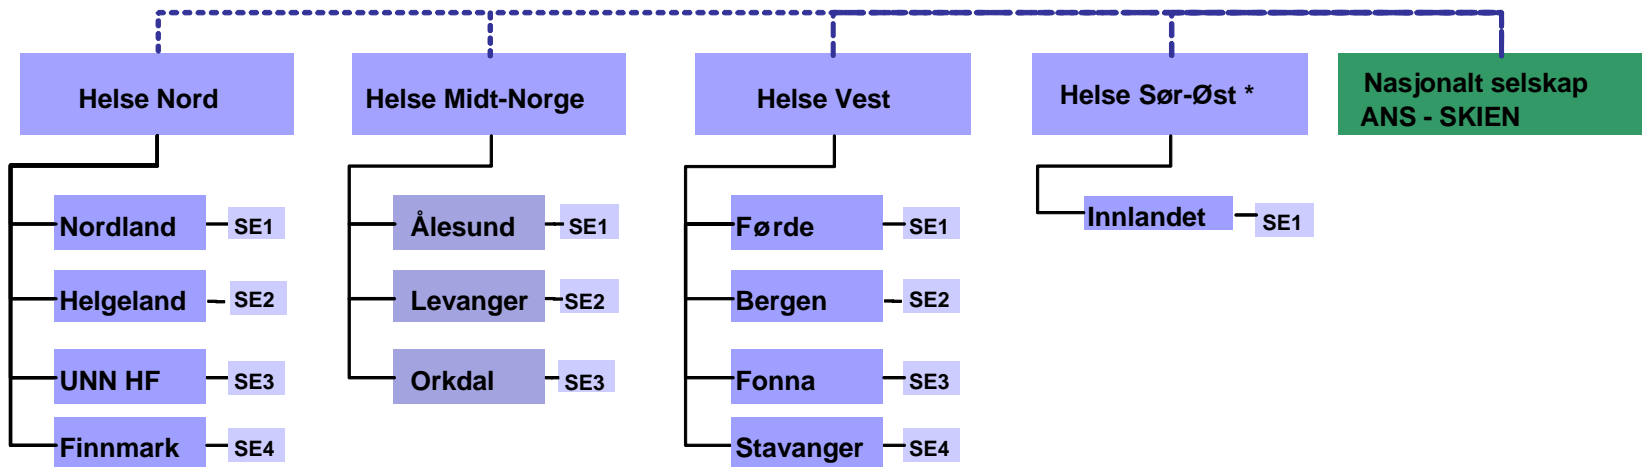 Helse Nord
Helse Midt-Norge
Helse Vest
Helse Sør-Øst *
Nasjonalt selskap
ANS - SKIEN
Nordland SE1
Helgeland SE2
UNN HF SE3
Finnmark SE4
Ålesund SE1
Levanger SE2
Orkdal SE3
Førde SE1
Bergen SE2
Fonna SE3
Stavanger SE4
Innlandet SE1